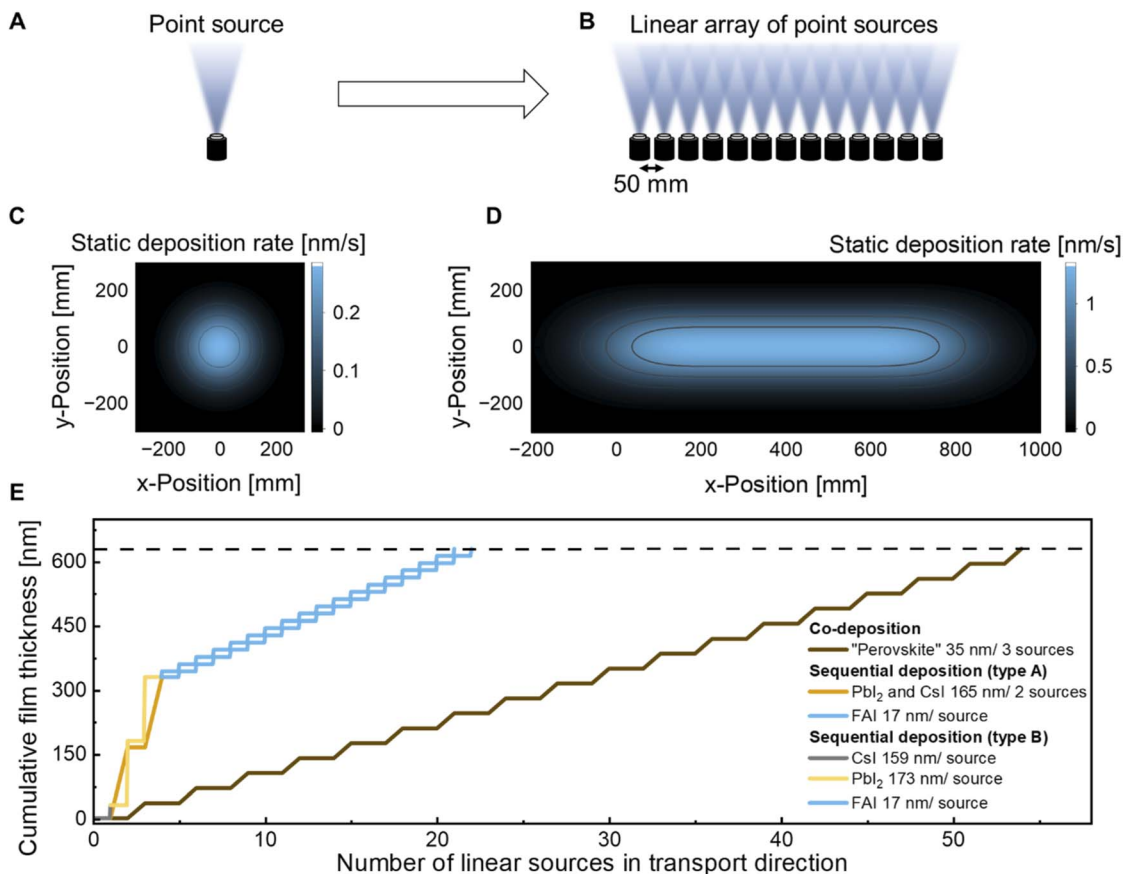 A
Point source
B
Linear array of point sources
50 mm
C
Static deposition rate [nm/s]
y-Position [mm]
200
0
−200
−200
0
200
x-Position [mm]
0.2
0.1
0
D
Static deposition rate [nm/s]
y-Position [mm]
200
0
−200
−200
0
200
400
600
800
1000
x-Position [mm]
1
0.5
0
E
Cumulative film thickness [nm]
600
450
300
150
0
0
10
20
30
40
50
Number of linear sources in transport direction
Co-deposition
"Perovskite" 35 nm/ 3 sources
Sequential deposition (type A)
PbI₂ and CsI 165 nm/ 2 sources
FAI 17 nm/ source
Sequential deposition (type B)
CsI 159 nm/ source
PbI₂ 173 nm/ source
FAI 17 nm/ source